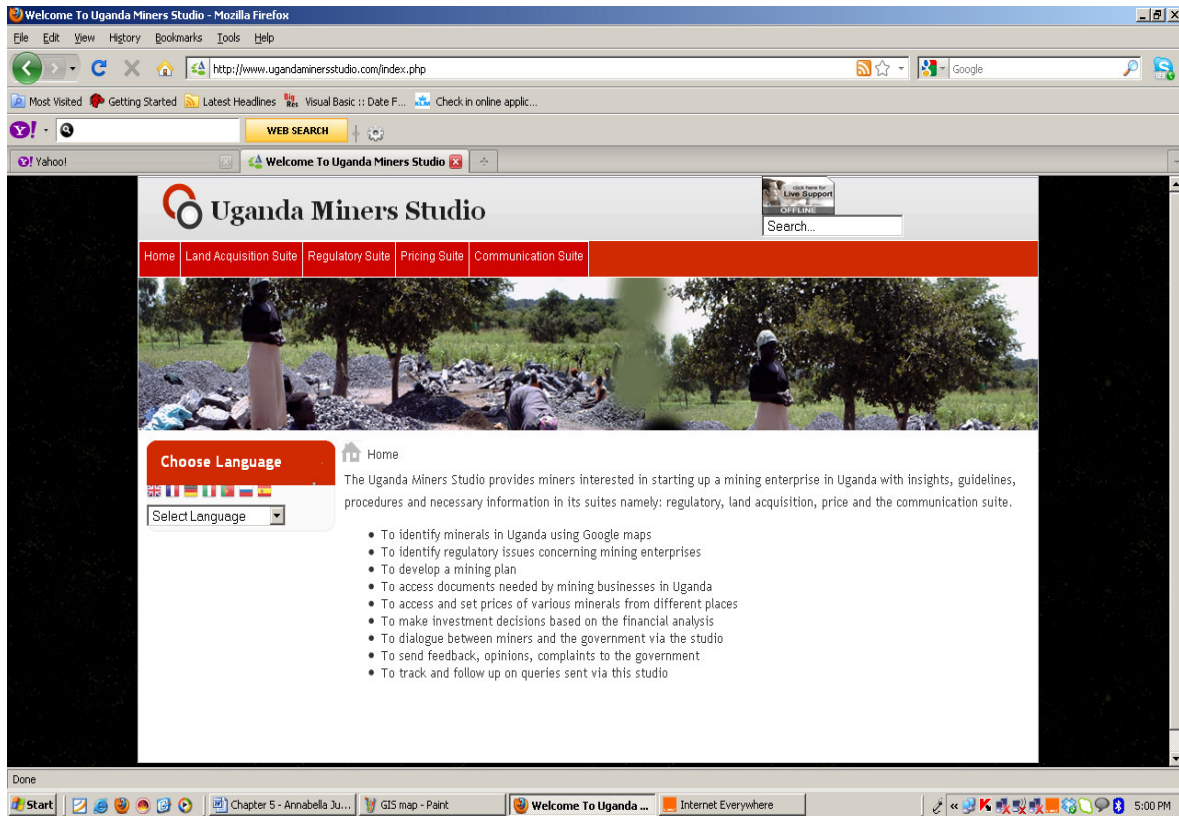 Welcome To Uganda Miners Studio - Mozilla Firefox
File Edit View History Bookmarks Tools Help
http://www.ugandaminersstudio.com/index.php
Google
Most Visited Getting Started Latest Headlines Big Res Visual Basic :: Date F... KLM Check in online applic...
Y! WEB SEARCH
Y! Yahoo! Welcome To Uganda Miners Studio
click here for
Live Support
OFFLINE
Uganda Miners Studio
Search...
Home Land Acquisition Suite Regulatory Suite Pricing Suite Communication Suite
Choose Language
Select Language
Home
The Uganda Miners Studio provides miners interested in starting up a mining enterprise in Uganda with insights, guidelines,
procedures and necessary information in its suites namely: regulatory, land acquisition, price and the communication suite.
• To identify minerals in Uganda using Google maps
• To identify regulatory issues concerning mining enterprises
• To develop a mining plan
• To access documents needed by mining businesses in Uganda
• To access and set prices of various minerals from different places
• To make investment decisions based on the financial analysis
• To dialogue between miners and the government via the studio
• To send feedback, opinions, complaints to the government
• To track and follow up on queries sent via this studio
Done
Start Chapter 5 - Annabella Ju... GIS map - Paint Welcome To Uganda ... Internet Everywhere 5:00 PM